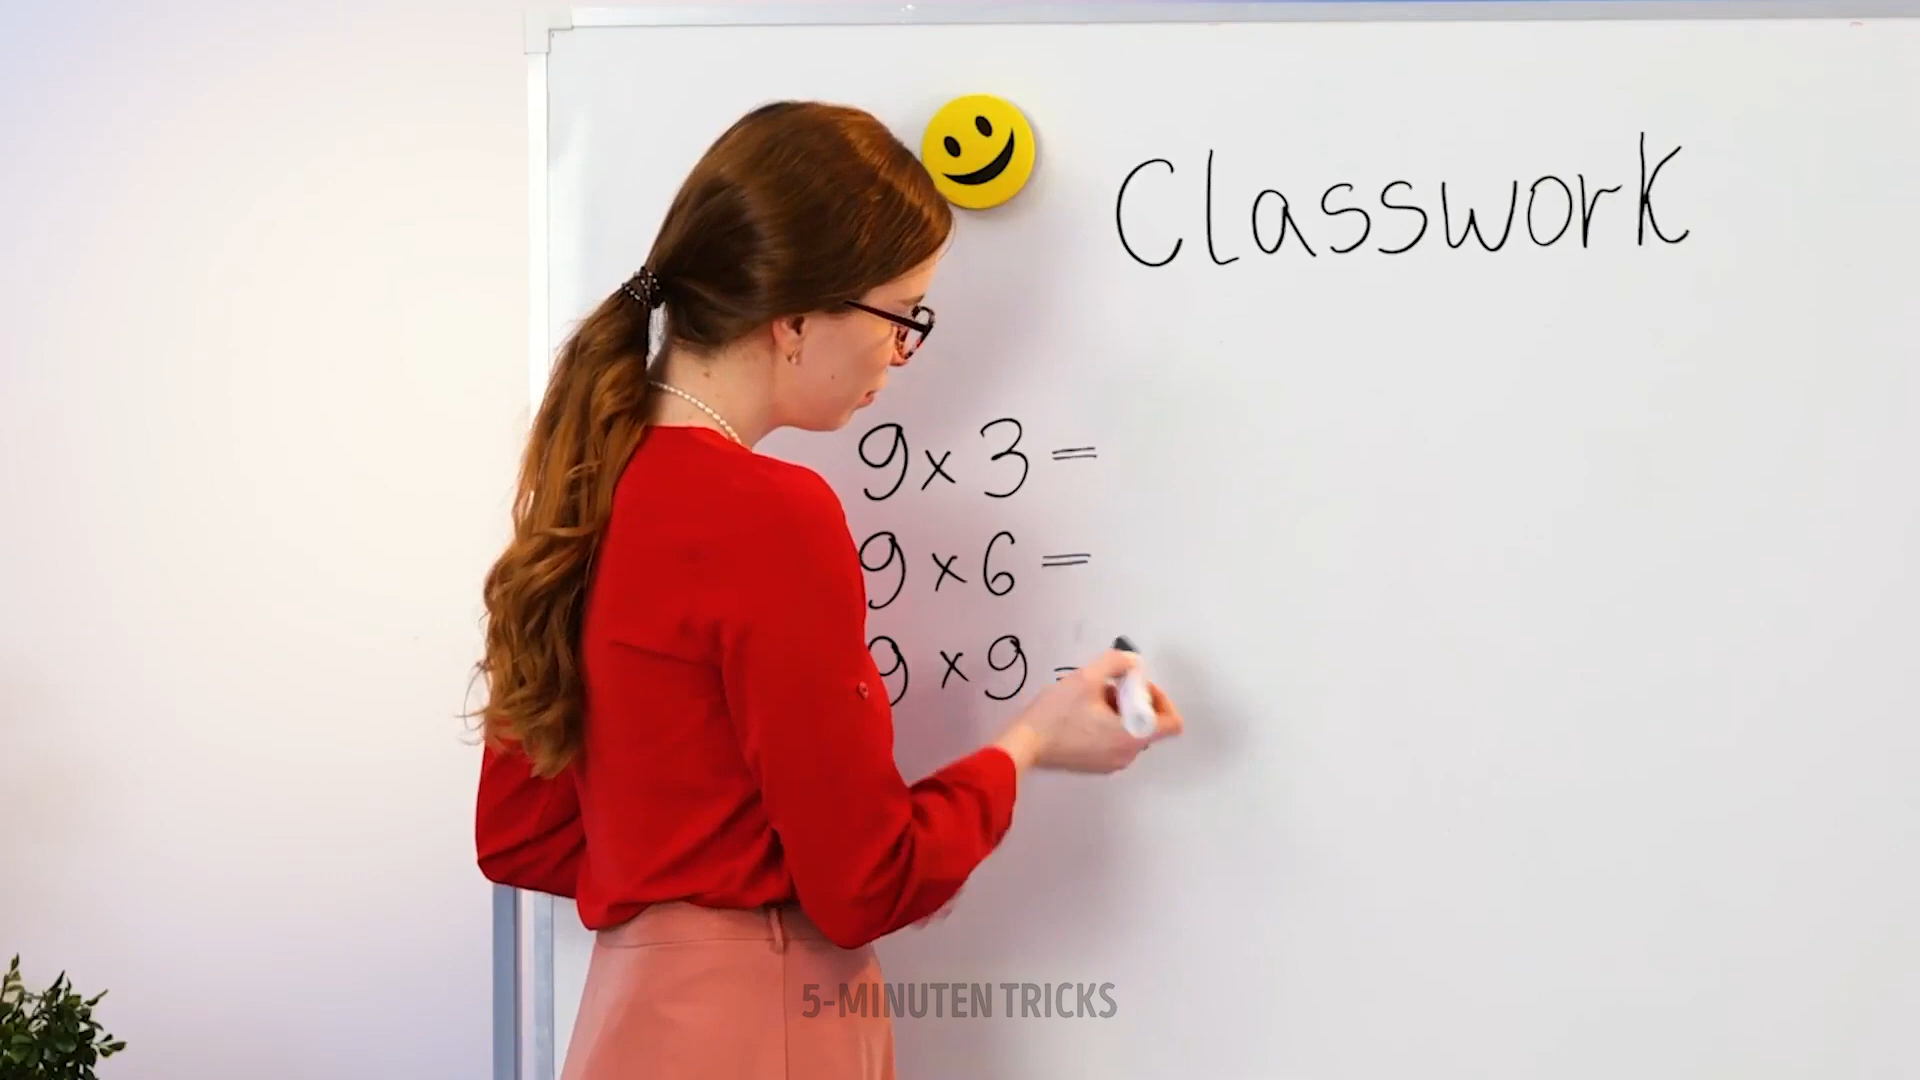 Classwork
9 x 3 =
9 x 6 =
9 x 9 =
5-MINUTEN TRICKS